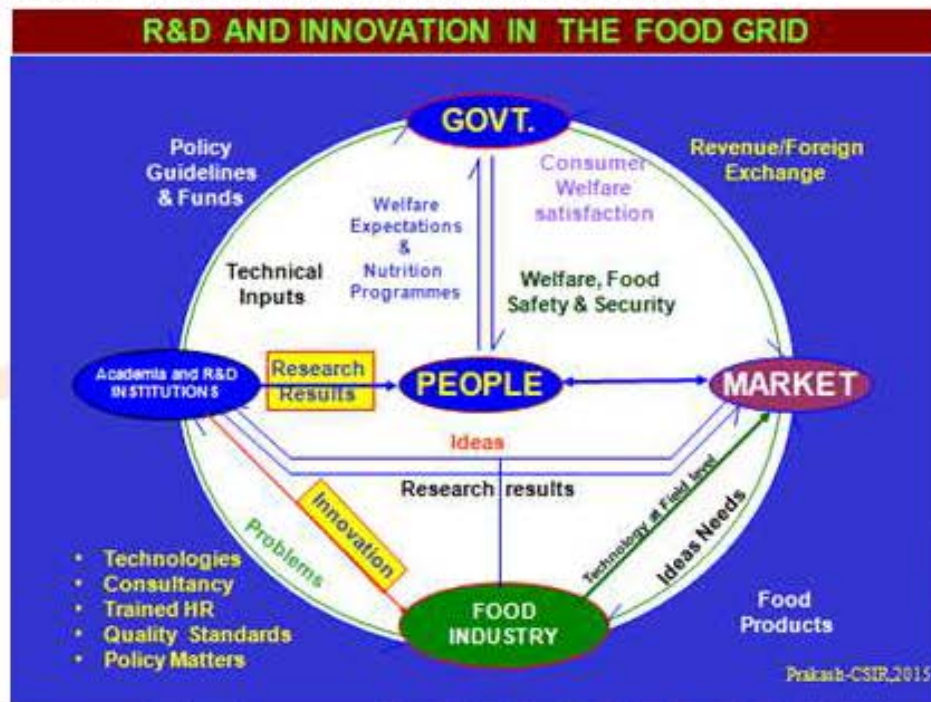 R&D AND INNOVATION IN THE FOOD GRID
GOVT.
Policy
Guidelines
& Funds
Consumer
Welfare
satisfaction
Revenue/Foreign
Exchange
Welfare
Expectations
&
Nutrition
Programmes
Technical
Inputs
Welfare, Food
Safety & Security
Academia and R&D
INSTITUTIONS
Research
Results
PEOPLE
MARKET
Ideas
Research results
Innovation
Problems
Technology at Field level
Ideas Needs
• Technologies
• Consultancy
• Trained HR
• Quality Standards
• Policy Matters
FOOD
INDUSTRY
Food
Products
Prakash-CSIR,2015